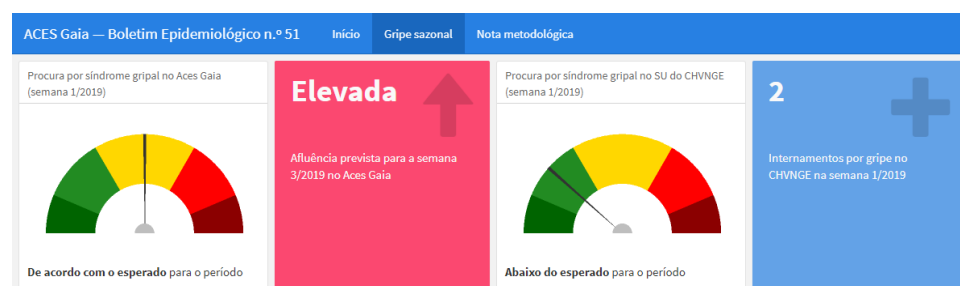 ACES Gaia — Boletim Epidemiológico n.º 51 Início Gripe sazonal Nota metodológica
Procura por síndrome gripal no Aces Gaia
(semana 1/2019)
De acordo com o esperado para o período
Elevada
Afluência prevista para a semana
3/2019 no Aces Gaia
Procura por síndrome gripal no SU do CHVNGE
(semana 1/2019)
Abaixo do esperado para o período
2
Internamentos por gripe no
CHVNGE na semana 1/2019